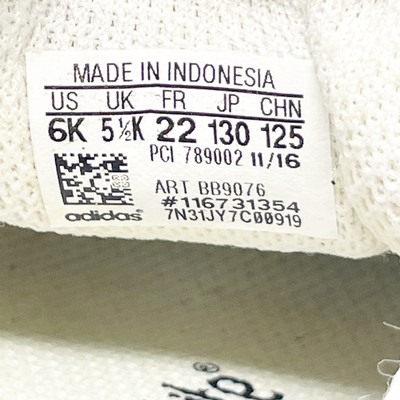 MADE IN INDONESIA
US UK FR JP CHN
6K 5½K 22 130 125
PCI 789002 11/16
ART BB9076
#116731354
adidas® 7N31JY7C00919